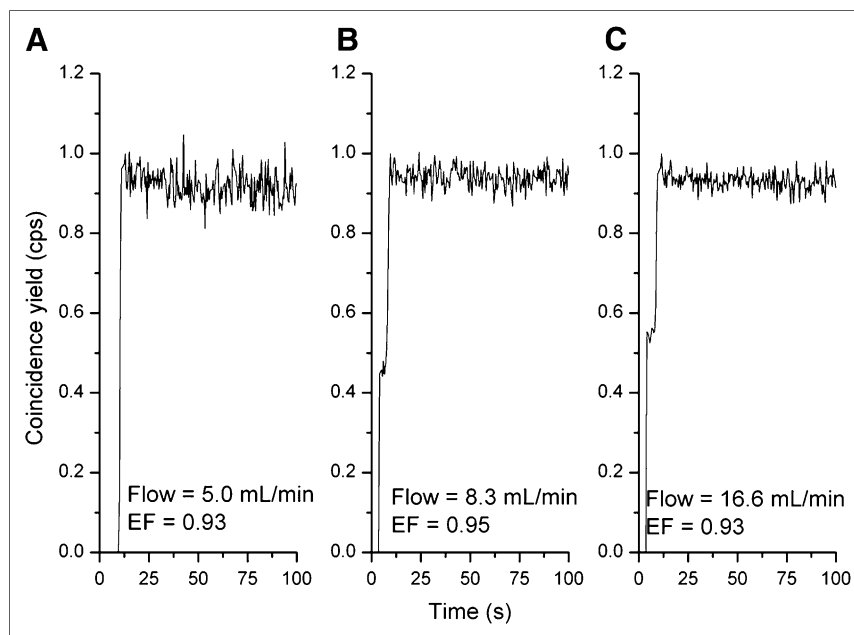 A
B
C
Coincidence yield (cps)
1.2
1.0
0.8
0.6
0.4
0.2
0.0
Flow = 5.0 mL/min
EF = 0.93
0 25 50 75 100
1.2
1.0
0.8
0.6
0.4
0.2
0.0
Flow = 8.3 mL/min
EF = 0.95
0 25 50 75 100
1.2
1.0
0.8
0.6
0.4
0.2
0.0
Flow = 16.6 mL/min
EF = 0.93
0 25 50 75 100
Time (s)